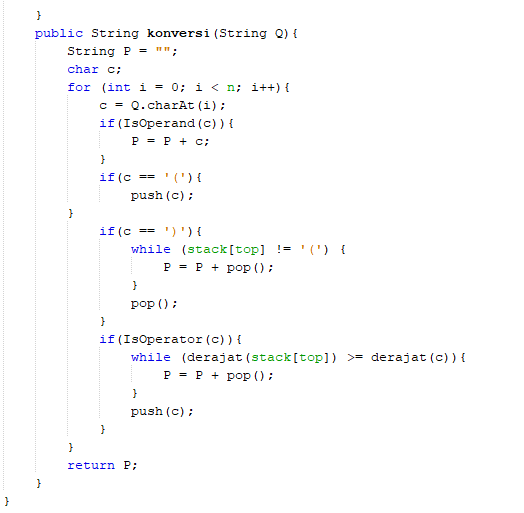 }
    public String konversi(String Q){
        String P = "";
        char c;
        for (int i = 0; i < n; i++){
            c = Q.charAt(i);
            if(IsOperand(c)){
                P = P + c;
            }
            if(c == '('){
                push(c);
        }
            if(c == ')'){
                while (stack[top] != '(') {
                    P = P + pop();
                }
                pop();
            }
            if(IsOperator(c)){
                while (derajat(stack[top]) >= derajat(c)){
                    P = P + pop();
                }
                push(c);
            }
        }
        return P;
    }
}